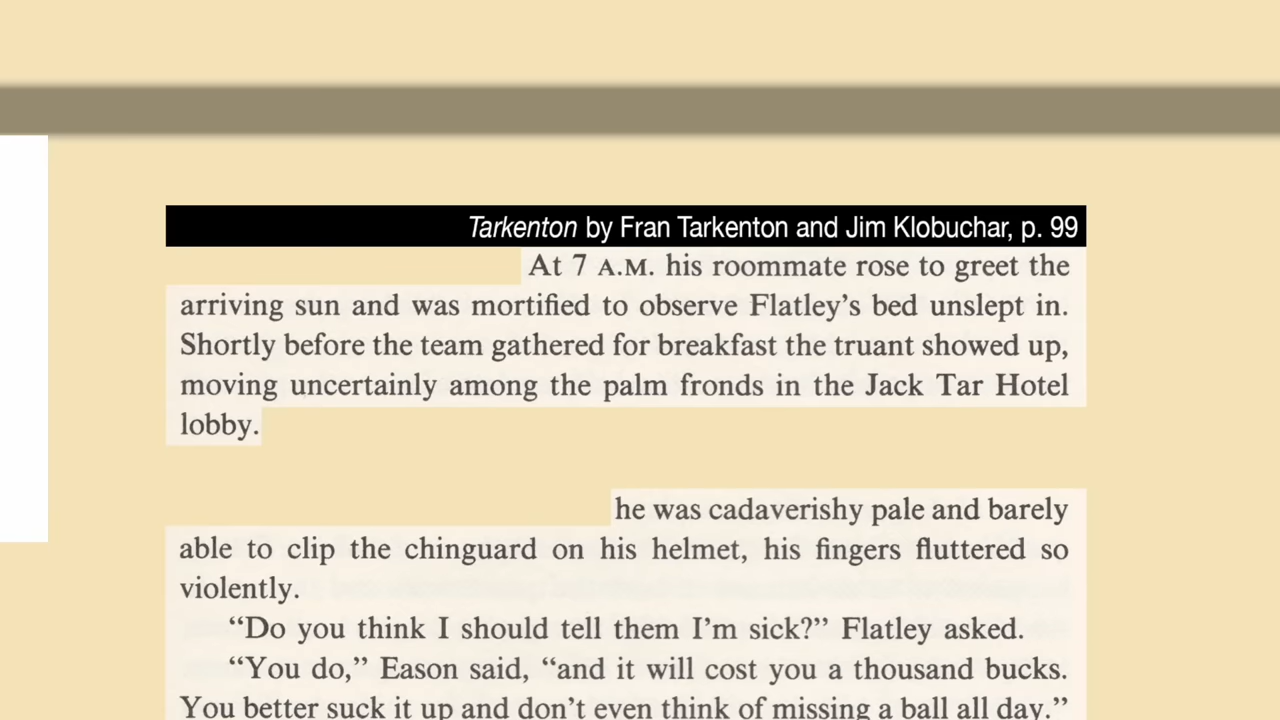 Tarkenton by Fran Tarkenton and Jim Klobuchar, p. 99
At 7 A.M. his roommate rose to greet the
arriving sun and was mortified to observe Flatley’s bed unslept in.
Shortly before the team gathered for breakfast the truant showed up,
moving uncertainly among the palm fronds in the Jack Tar Hotel
lobby.
he was cadaverishy pale and barely
able to clip the chinguard on his helmet, his fingers fluttered so
violently.
“Do you think I should tell them I’m sick?” Flatley asked.
“You do,” Eason said, “and it will cost you a thousand bucks.
You better suck it up and don’t even think of missing a ball all day.”